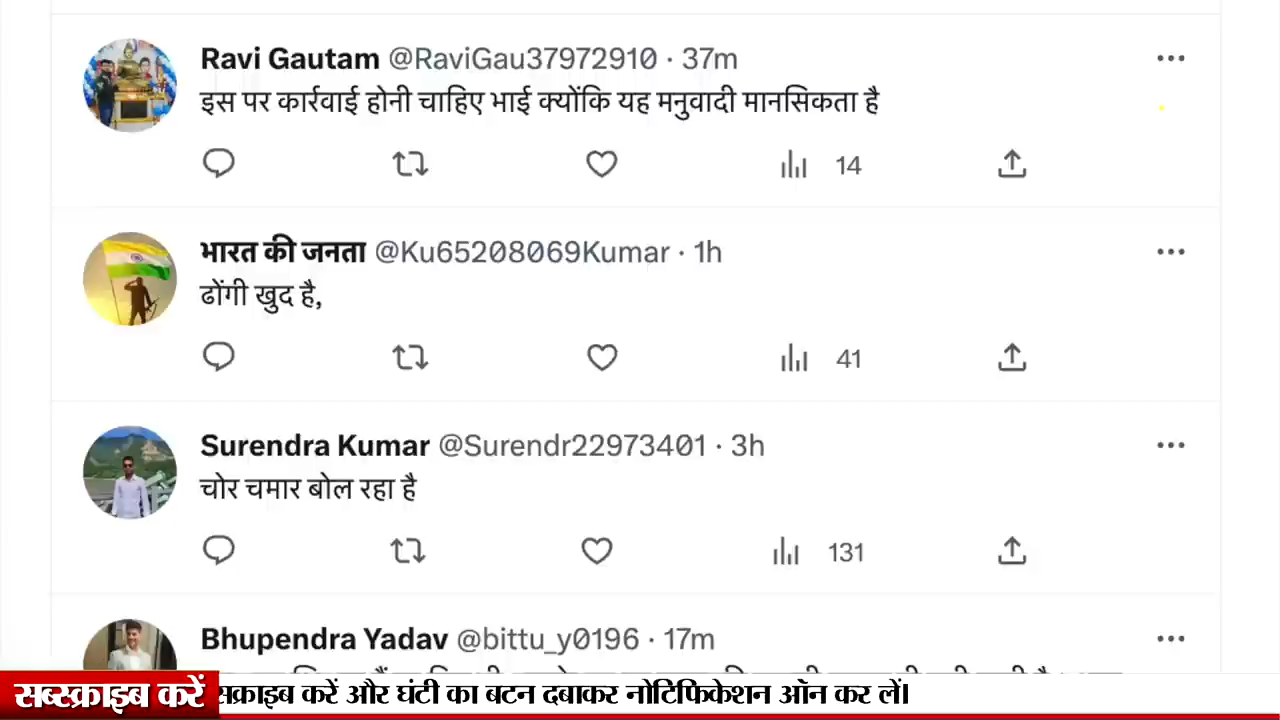 Ravi Gautam @RaviGau37972910 · 37m
इस पर कार्रवाई होनी चाहिए भाई क्योंकि यह मनुवादी मानसिकता है
14
भारत की जनता @Ku65208069Kumar · 1h
ढोंगी खुद है,
41
Surendra Kumar @Surendr22973401 · 3h
चोर चमार बोल रहा है
131
Bhupendra Yadav @bittu_y0196 · 17m
सब्स्क्राइब करें
सक्राइब करें और घंटी का बटन दबाकर नोटिफिकेशन ऑन कर लें।